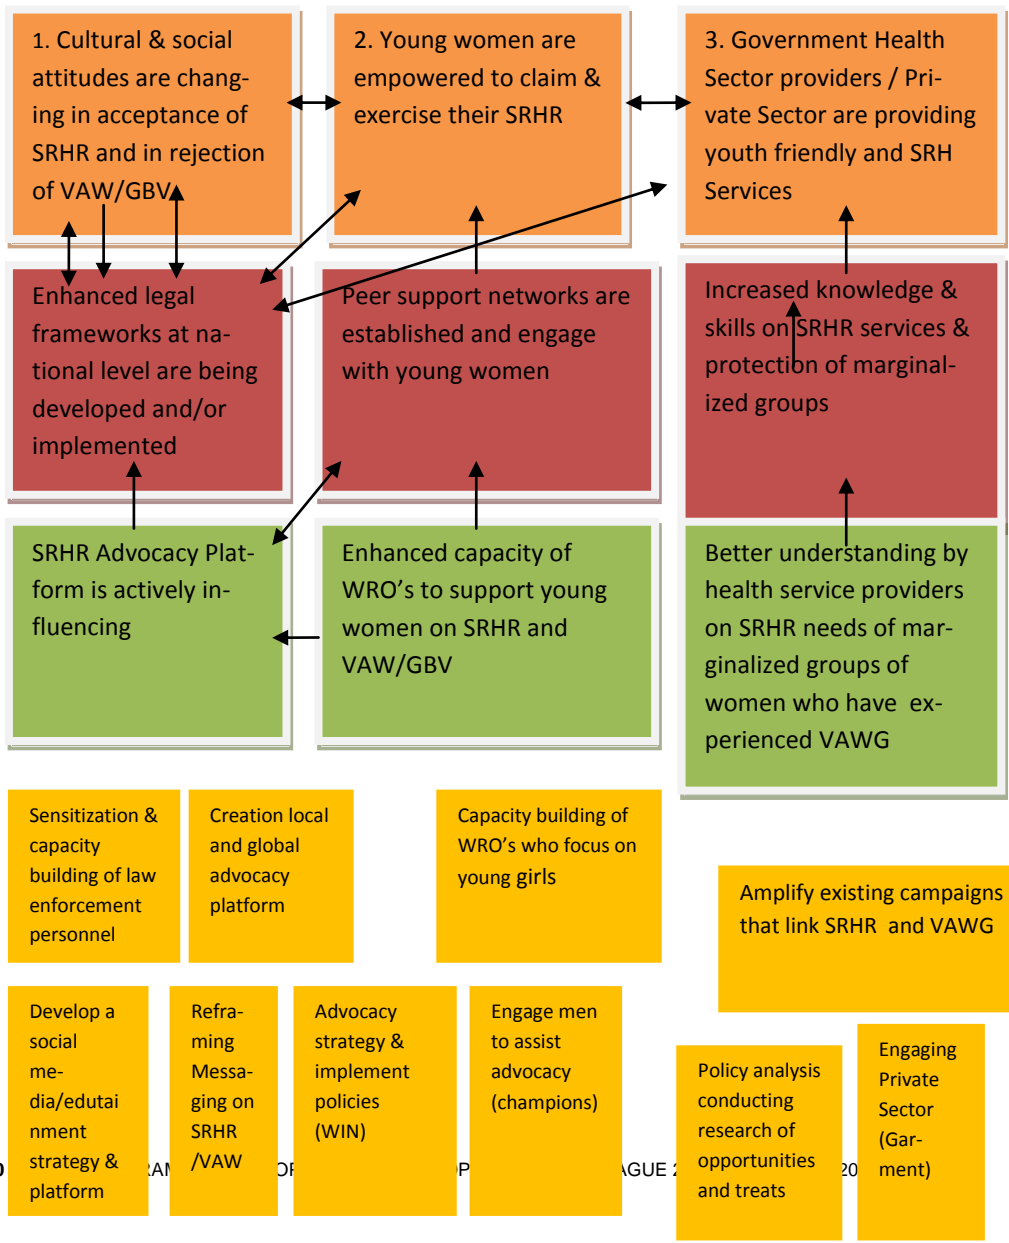 1. Cultural & social
attitudes are chang-
ing in acceptance of
SRHR and in rejection
of VAW/GBV
2. Young women are
empowered to claim &
exercise their SRHR
3. Government Health
Sector providers / Pri-
vate Sector are providing
youth friendly and SRH
Services
Enhanced legal
frameworks at na-
tional level are being
developed and/or
implemented
Peer support networks are
established and engage
with young women
Increased knowledge &
skills on SRHR services &
protection of marginal-
ized groups
SRHR Advocacy Plat-
form is actively in-
fluencing
Enhanced capacity of
WRO's to support young
women on SRHR and
VAW/GBV
Better understanding by
health service providers
on SRHR needs of mar-
ginalized groups of
women who have  ex-
perienced VAWG
Sensitization &
capacity
building of law
enforcement
personnel
Creation local
and global
advocacy
platform
Capacity building of
WRO's who focus on
young girls
Amplify existing campaigns
that link SRHR  and VAWG
Develop a
social
me-
dia/edutai
nment
strategy &
platform
Refra-
ming
Messa-
ging on
SRHR
/VAW
Advocacy
strategy &
implement
policies
(WIN)
Engage men
to assist
advocacy
(champions)
Policy analysis
conducting
research of
opportunities
and treats
Engaging
Private
Sector
(Gar-
ment)